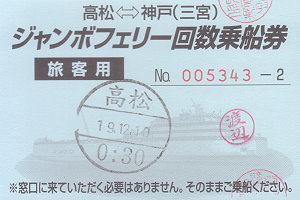 高松⇔神戸(三宮)
ジャンボフェリー回数乗船券
旅客用 No 005343-2
高松
19.12.10
0:30
渡辺
※窓口に来ていただく必要はありません。そのままご乗船ください。